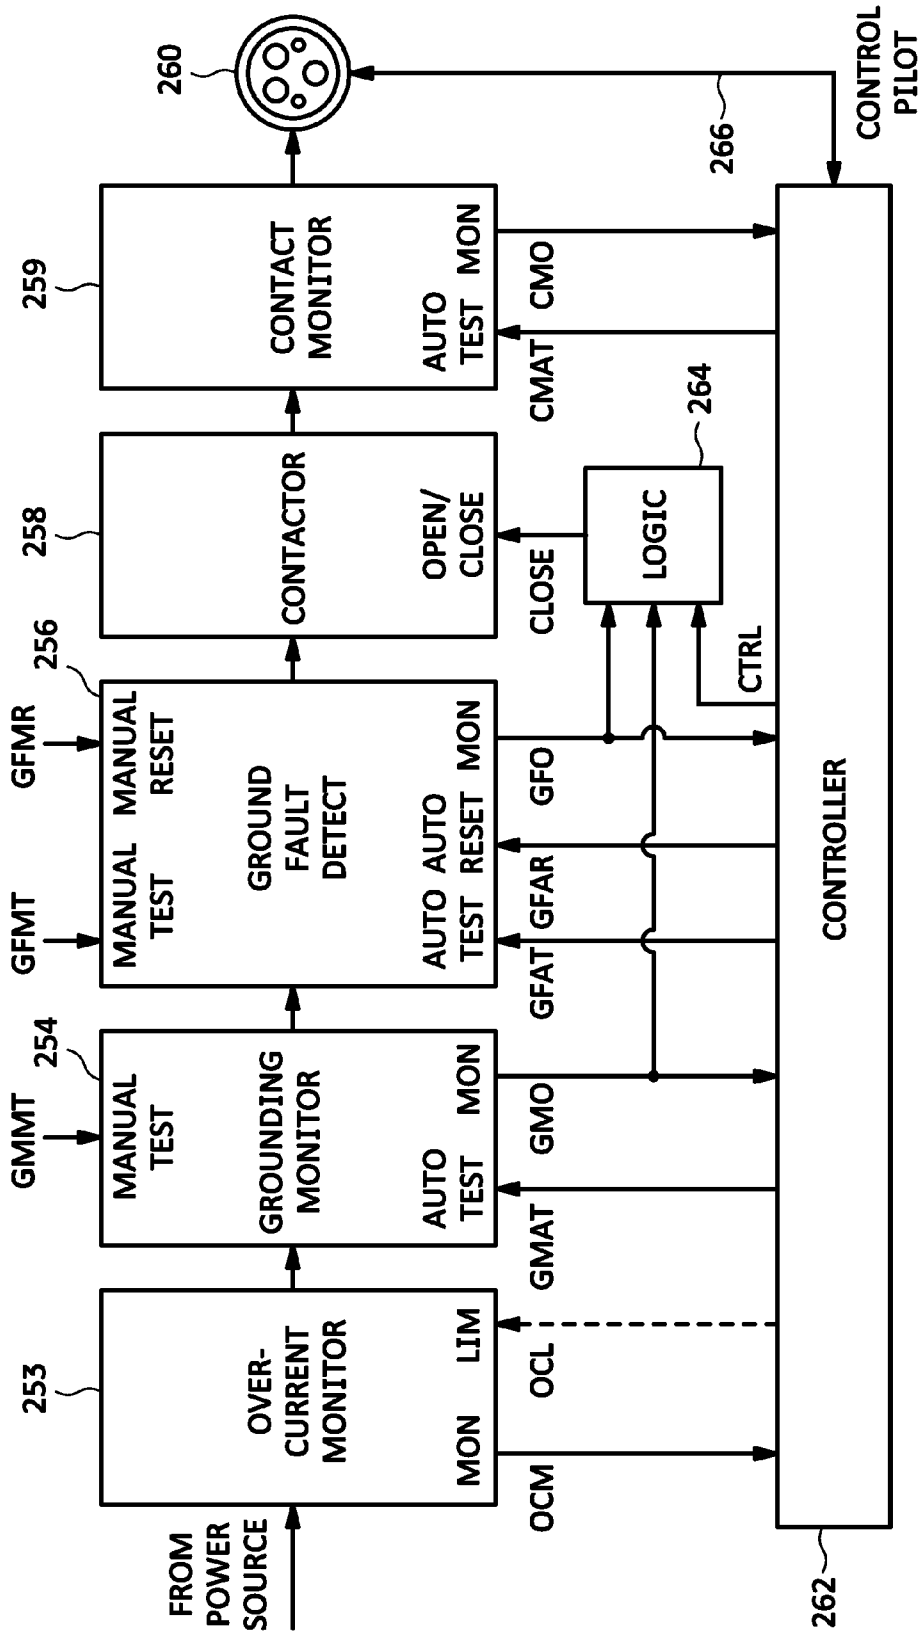 FROM
POWER
SOURCE
253
OVER-
CURRENT
MONITOR
MON
LIM
OCM
OCL
GMMT
254
MANUAL
TEST
GROUNDING
MONITOR
AUTO
TEST
MON
GMAT
GMO
GFMT
GFMR
256
MANUAL
TEST
MANUAL
RESET
GROUND
FAULT
DETECT
AUTO
TEST
AUTO
RESET
MON
GFAT
GFAR
GFO
258
CONTACTOR
OPEN/
CLOSE
CLOSE
LOGIC
264
CTRL
259
CONTACT
MONITOR
AUTO
TEST
MON
CMAT
CMO
260
266
CONTROL
PILOT
CONTROLLER
262